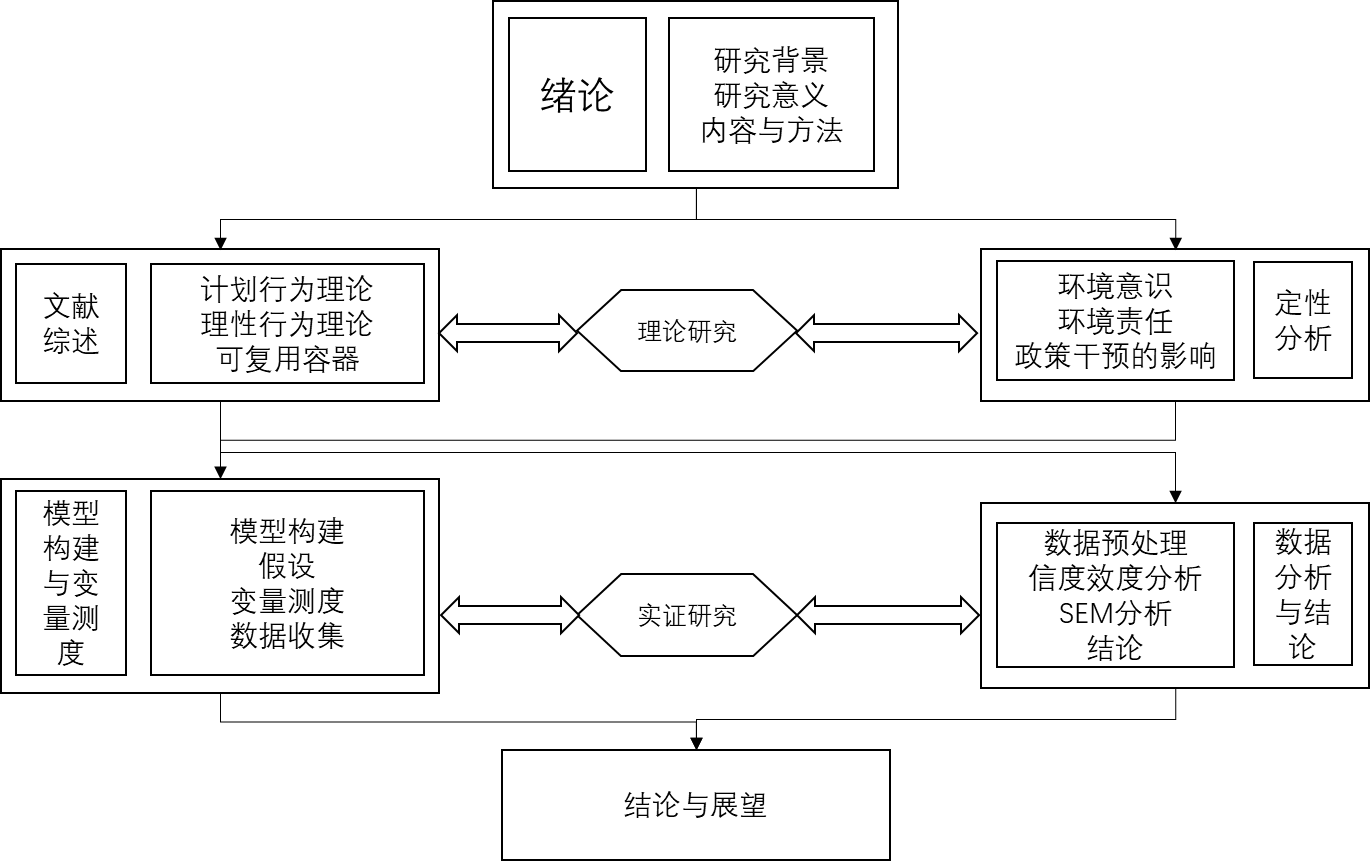 绪论
研究背景
研究意义
内容与方法
文献
综述
计划行为理论
理性行为理论
可复用容器
理论研究
环境意识
环境责任
政策干预的影响
定性
分析
模型
构建
与变
量测
度
模型构建
假设
变量测度
数据收集
实证研究
数据预处理
信度效度分析
SEM分析
结论
数据
分析
与结
论
结论与展望